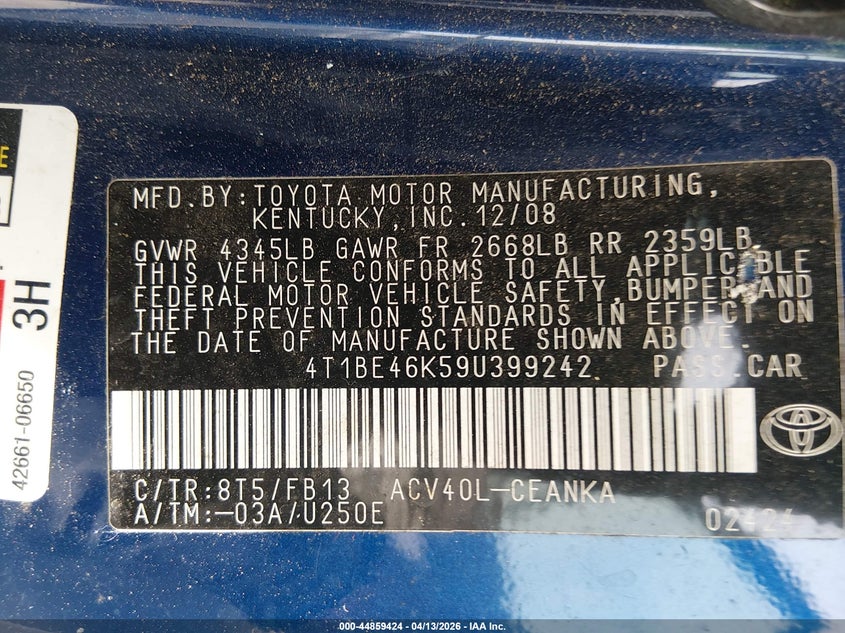 MFD.BY:TOYOTA MOTOR MANUFACTURING,
KENTUCKY,INC.12/08
GVWR 4345LB GAWR FR 2668LB RR 2359LB
THIS VEHICLE CONFORMS TO ALL APPLICABLE
FEDERAL MOTOR VEHICLE SAFETY,BUMPER,AND
THEFT PREVENTION STANDARDS IN EFFECT ON
THE DATE OF MANUFACTURE SHOWN ABOVE.
4T1BE46K59U399242 PASS.CAR
C/TR:8T5/FB13 ACV40L-CEANKA
A/TM:-03A/U250E
42661-06650
3H
000-44859424 | 04/13/2026 | IAA Inc.